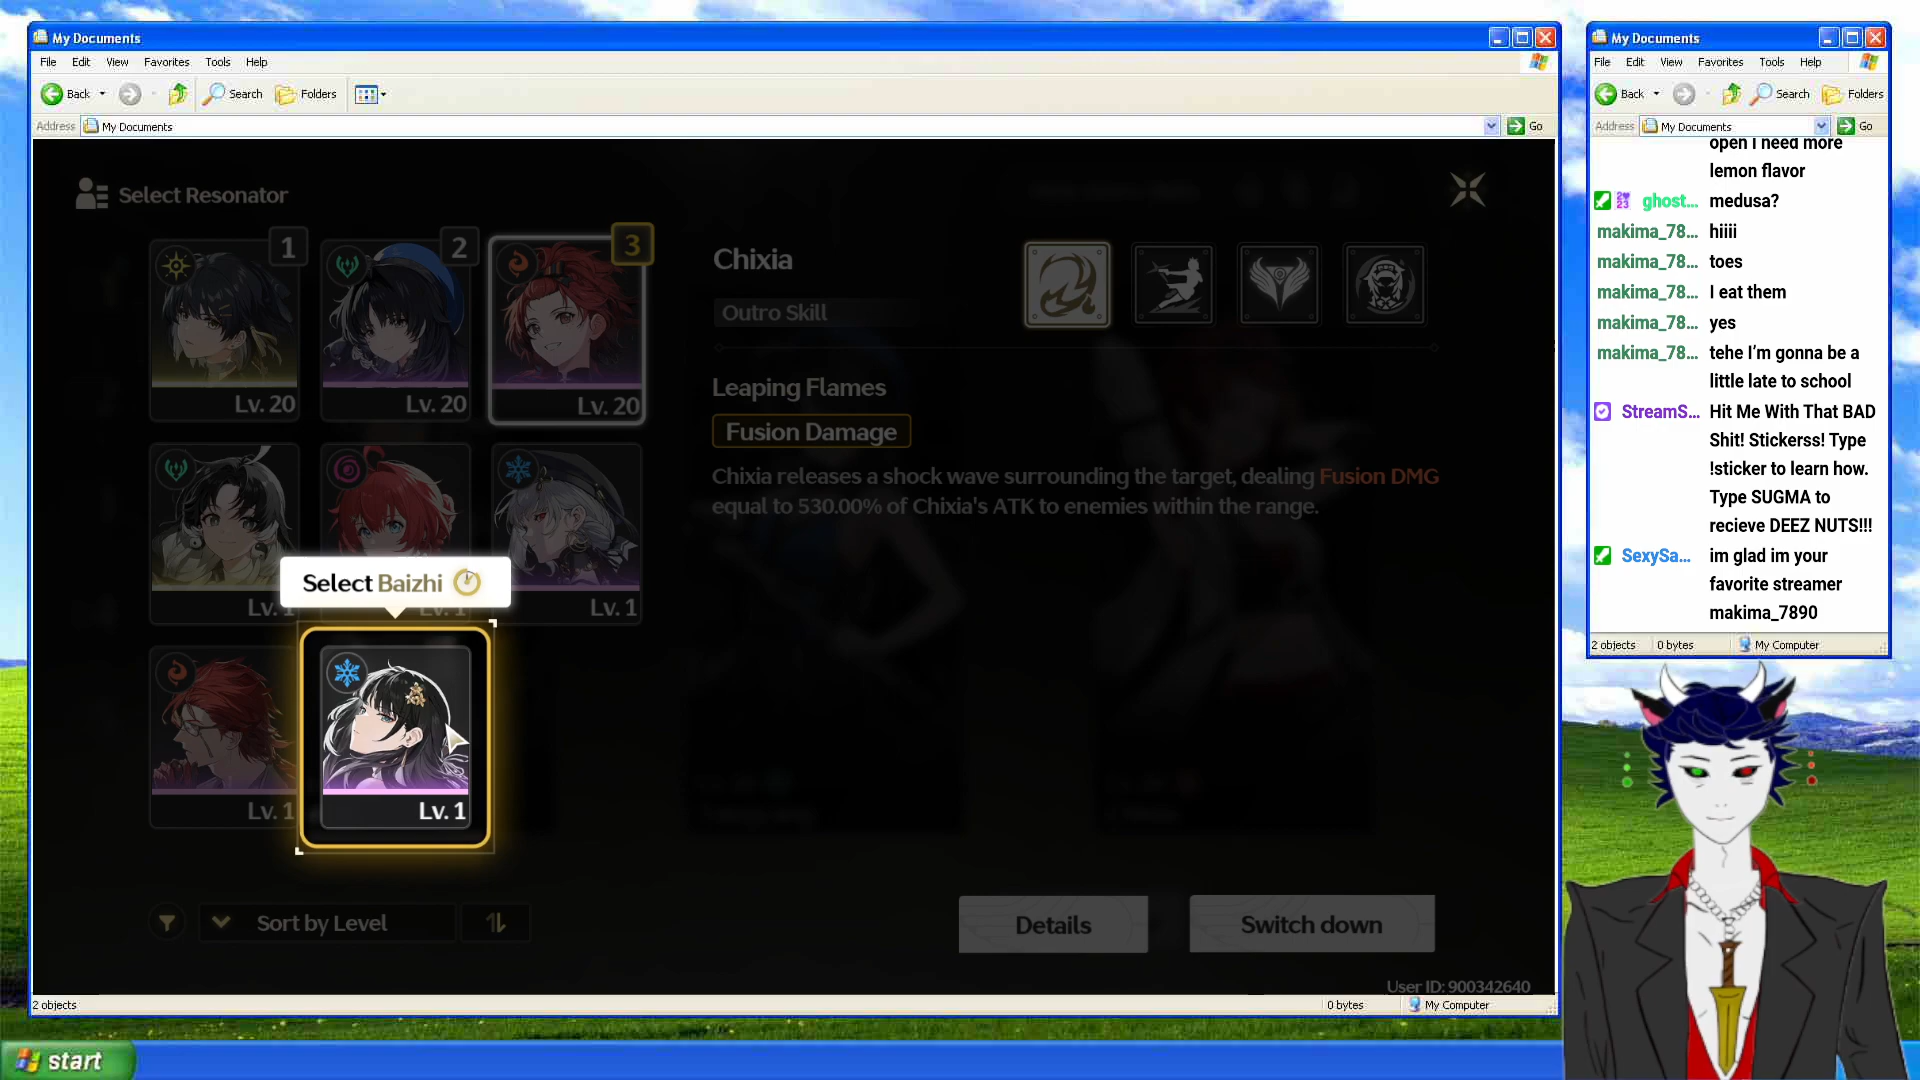 My Documents
File Edit View Favorites Tools Help
Back Search Folders
Address My Documents Go
Select Resonator
1
2
3
Lv. 20
Lv. 20
Lv. 20
Lv. 1
Lv. 1
Lv. 1
Select Baizhi
Lv. 1
Lv. 1
Sort by Level
Chixia
Outro Skill
Leaping Flames
Fusion Damage
Chixia releases a shock wave surrounding the target, dealing Fusion DMG
equal to 530.00% of Chixia's ATK to enemies within the range.
Details
Switch down
User ID: 900342640
2 objects 0 bytes My Computer
start
My Documents
File Edit View Favorites Tools Help
Back Search Folders
Address My Documents Go
open I need more
lemon flavor
ghost... medusa?
makima_78... hiiii
makima_78... toes
makima_78... I eat them
makima_78... yes
makima_78... tehe I’m gonna be a
little late to school
StreamS... Hit Me With That BAD
Shit! Stickerss! Type
!sticker to learn how.
Type SUGMA to
recieve DEEZ NUTS!!!
SexySa... im glad im your
favorite streamer
makima_7890
2 objects 0 bytes My Computer